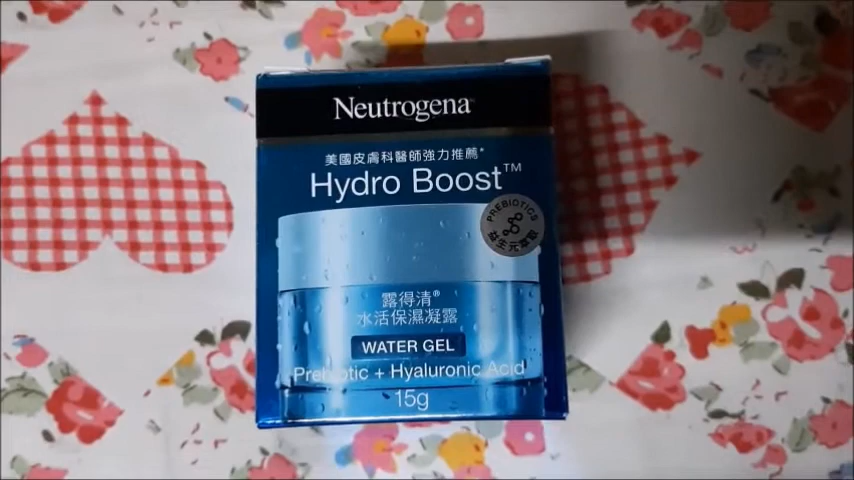 Neutrogena®
美國皮膚科醫師強力推薦*
Hydro Boost™
PREBIOTICS
益生元萃取
露得清®
水活保濕凝露
WATER GEL
Prebiotic + Hyaluronic Acid
15g